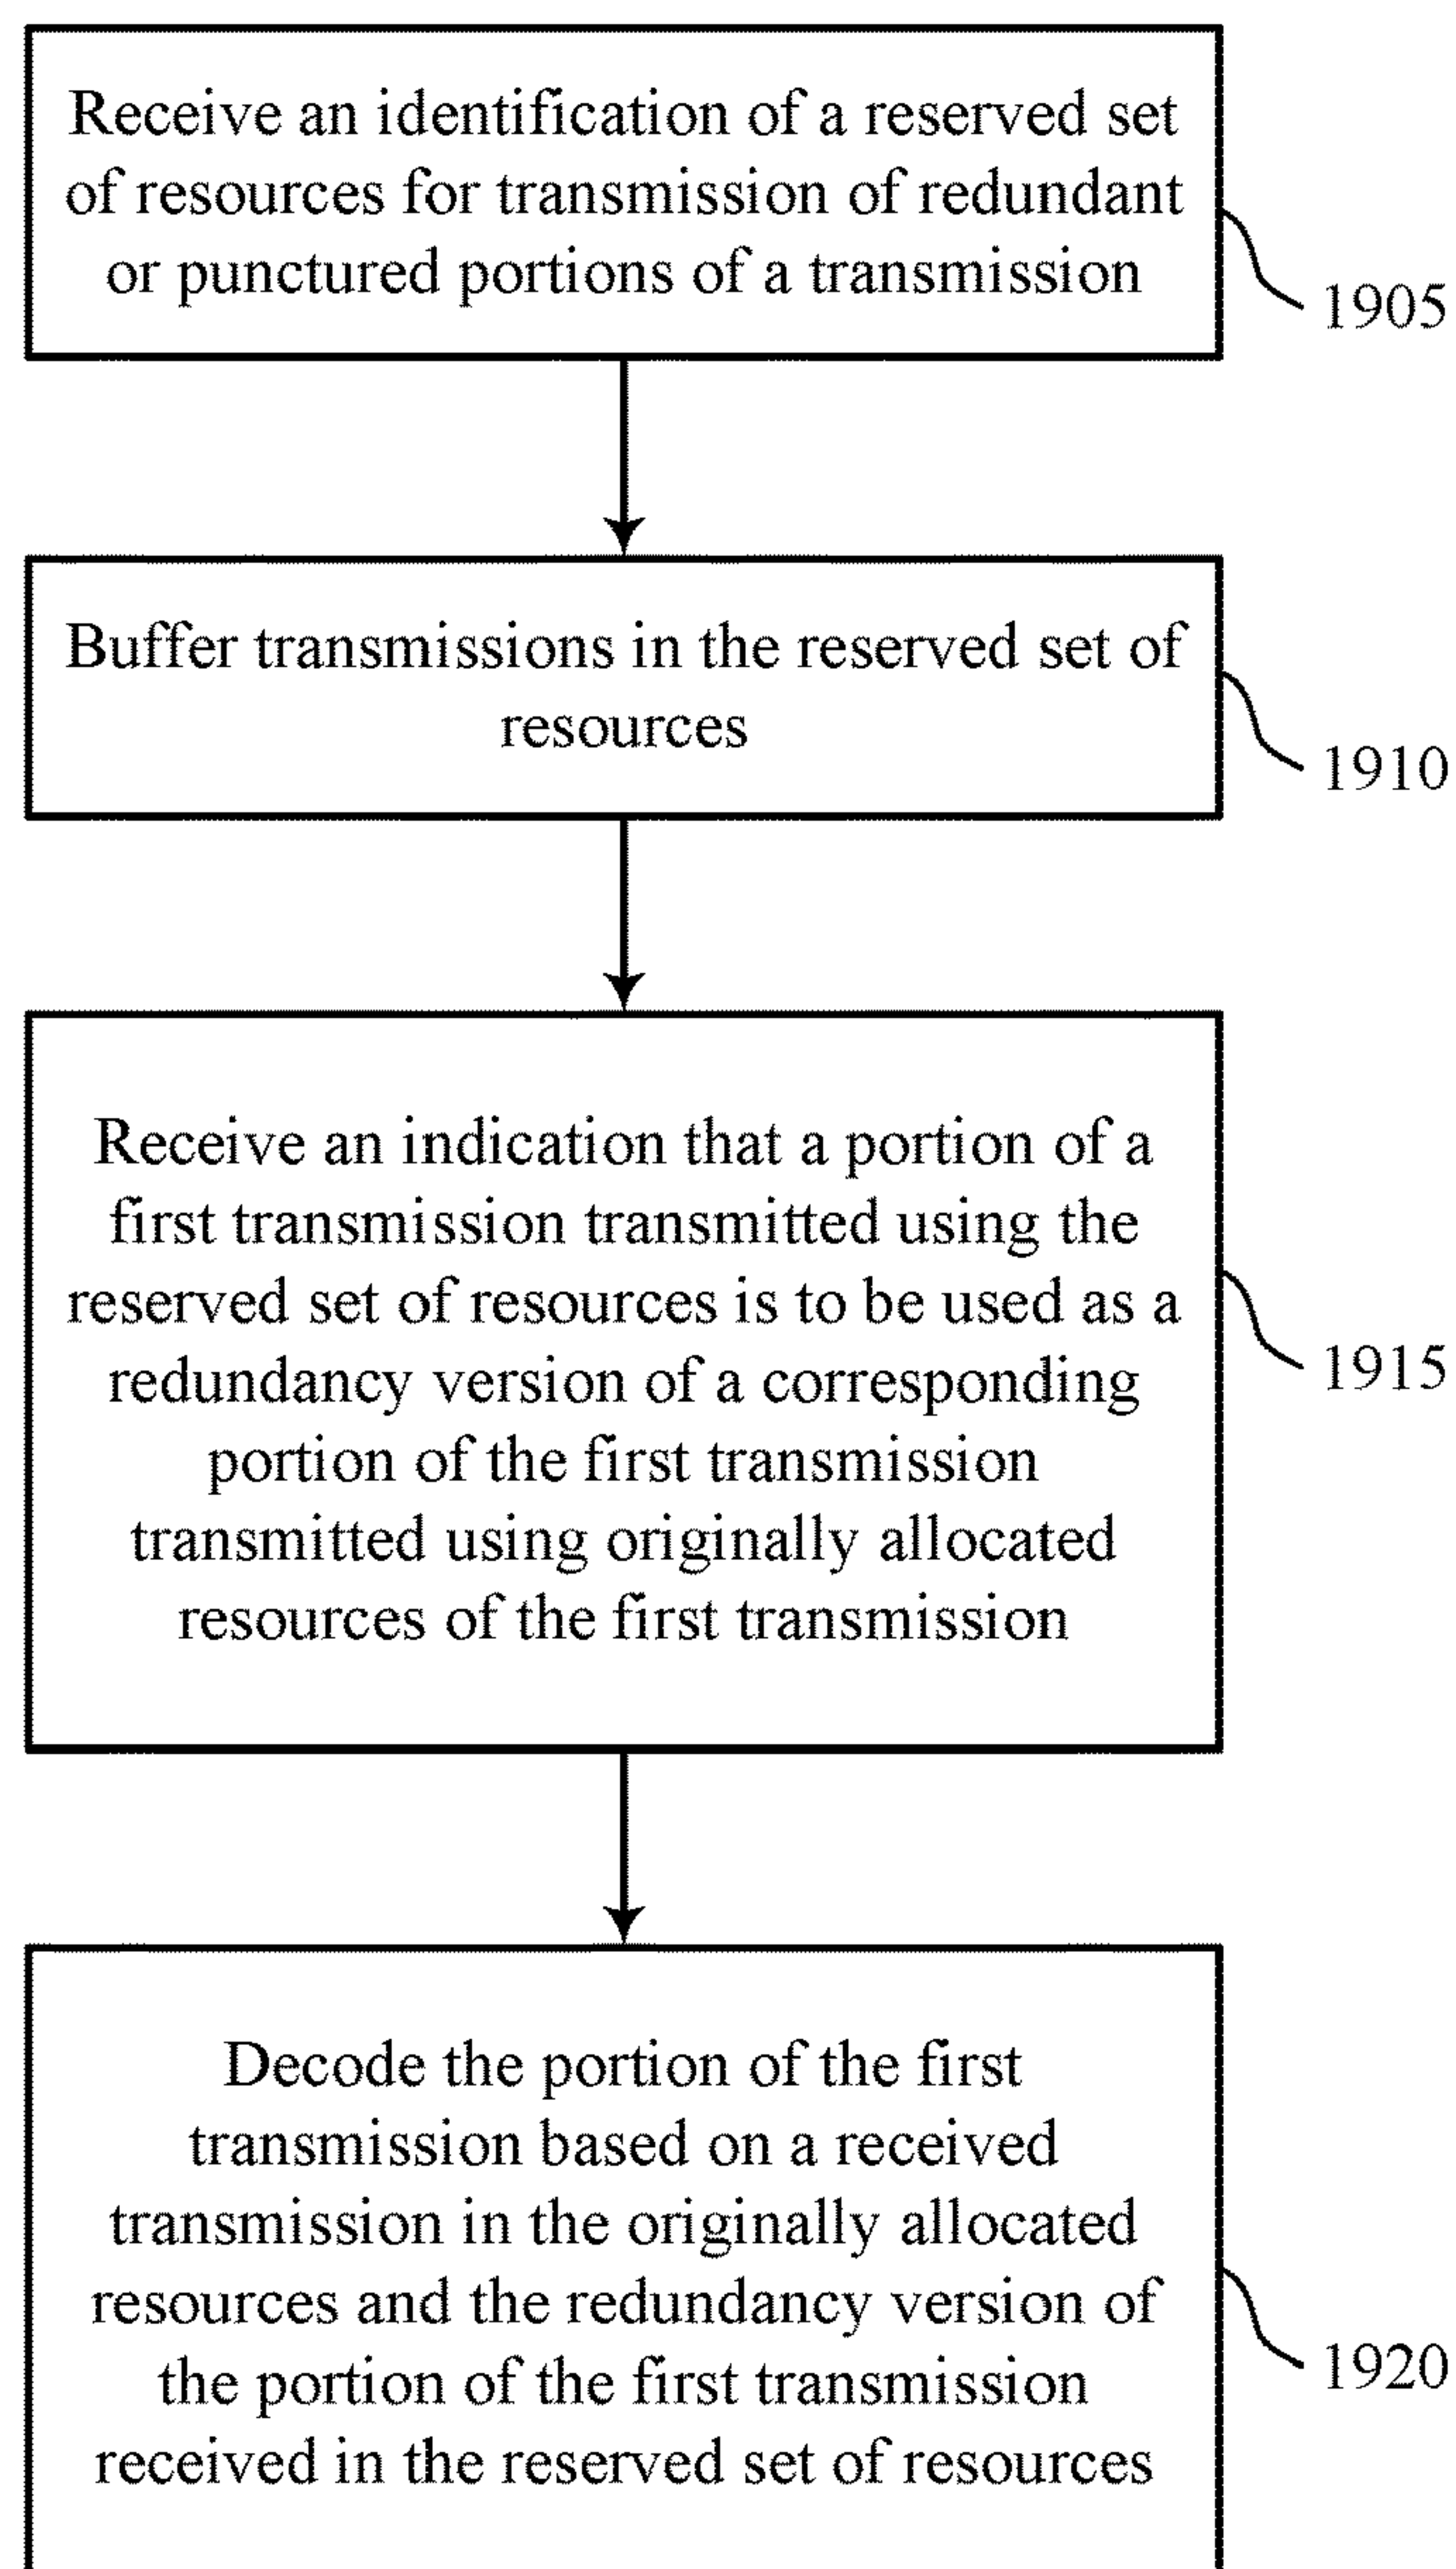 Receive an identification of a reserved set
of resources for transmission of redundant
or punctured portions of a transmission
1905
Buffer transmissions in the reserved set of
resources
1910
Receive an indication that a portion of a
first transmission transmitted using the
reserved set of resources is to be used as a
redundancy version of a corresponding
portion of the first transmission
transmitted using originally allocated
resources of the first transmission
1915
Decode the portion of the first
transmission based on a received
transmission in the originally allocated
resources and the redundancy version of
the portion of the first transmission
received in the reserved set of resources
1920